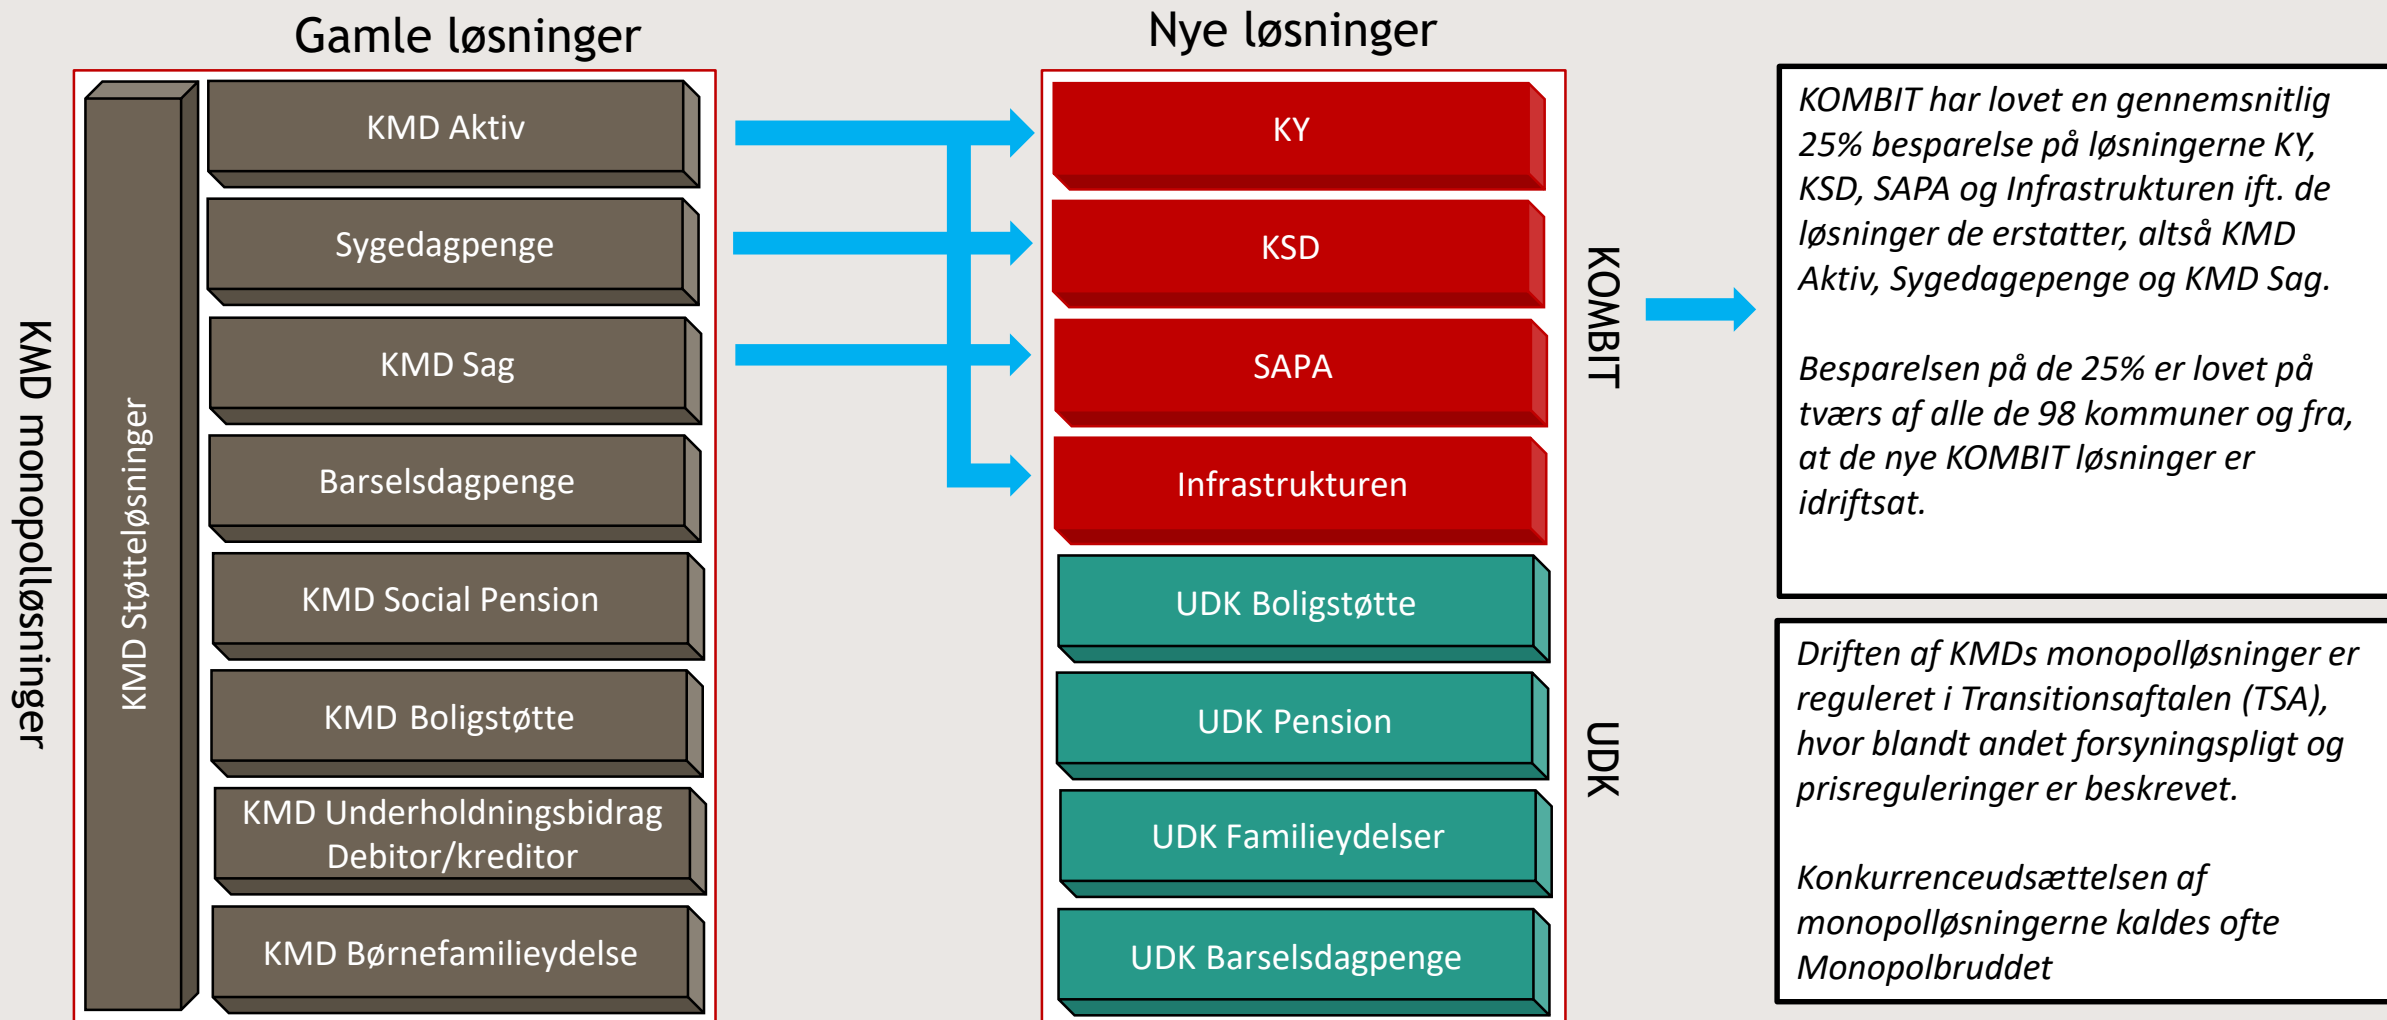 Gamle løsninger
KMD monopolløsninger
KMD Støtteløsninger
KMD Aktiv
Sygedagpenge
KMD Sag
Barselsdagpenge
KMD Social Pension
KMD Boligstøtte
KMD Underholdningsbidrag
Debitor/kreditor
KMD Børnefamilieydelse
Nye løsninger
KY
KSD
SAPA
Infrastrukturen
UDK Boligstøtte
UDK Pension
UDK Familieydelser
UDK Barselsdagpenge
KOMBIT
UDK
KOMBIT har lovet en gennemsnitlig
25% besparelse på løsningerne KY,
KSD, SAPA og Infrastrukturen ift. de
løsninger de erstatter, altså KMD
Aktiv, Sygedagepenge og KMD Sag.
Besparelsen på de 25% er lovet på
tværs af alle de 98 kommuner og fra,
at de nye KOMBIT løsninger er
idriftsat.
Driften af KMDs monopolløsninger er
reguleret i Transitionsaftalen (TSA),
hvor blandt andet forsyningspligt og
prisreguleringer er beskrevet.
Konkurrenceudsættelsen af
monopolløsningerne kaldes ofte
Monopolbruddet